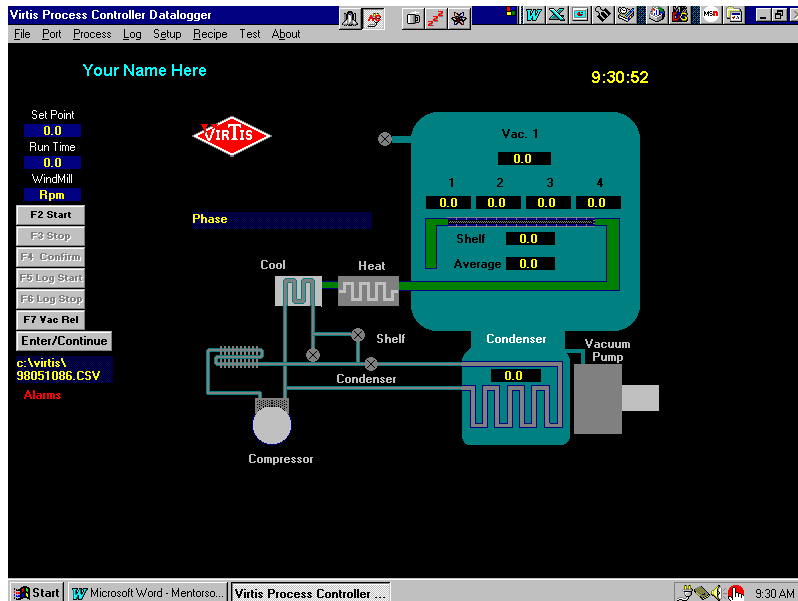 Virtis Process Controller Datalogger
File Port Process Log Setup Recipe Test About
Your Name Here
9:30:52
Set Point
0.0
Run Time
0.0
WindMill
Rpm
F2 Start
F3 Stop
F4 Confirm
F5 Log Start
F6 Log Stop
F7 Vac Rel
Enter/Continue
c:\virtis\
98051086.CSV
Alarms
VIRTIS
Phase
Vac. 1
0.0
1 2 3 4
0.0 0.0 0.0 0.0
Shelf 0.0
Average 0.0
Cool
Heat
Shelf
Condenser
Condenser
0.0
Vacuum
Pump
Compressor
msn
Start
Microsoft Word - Mentorso...
Virtis Process Controller ...
9:30 AM